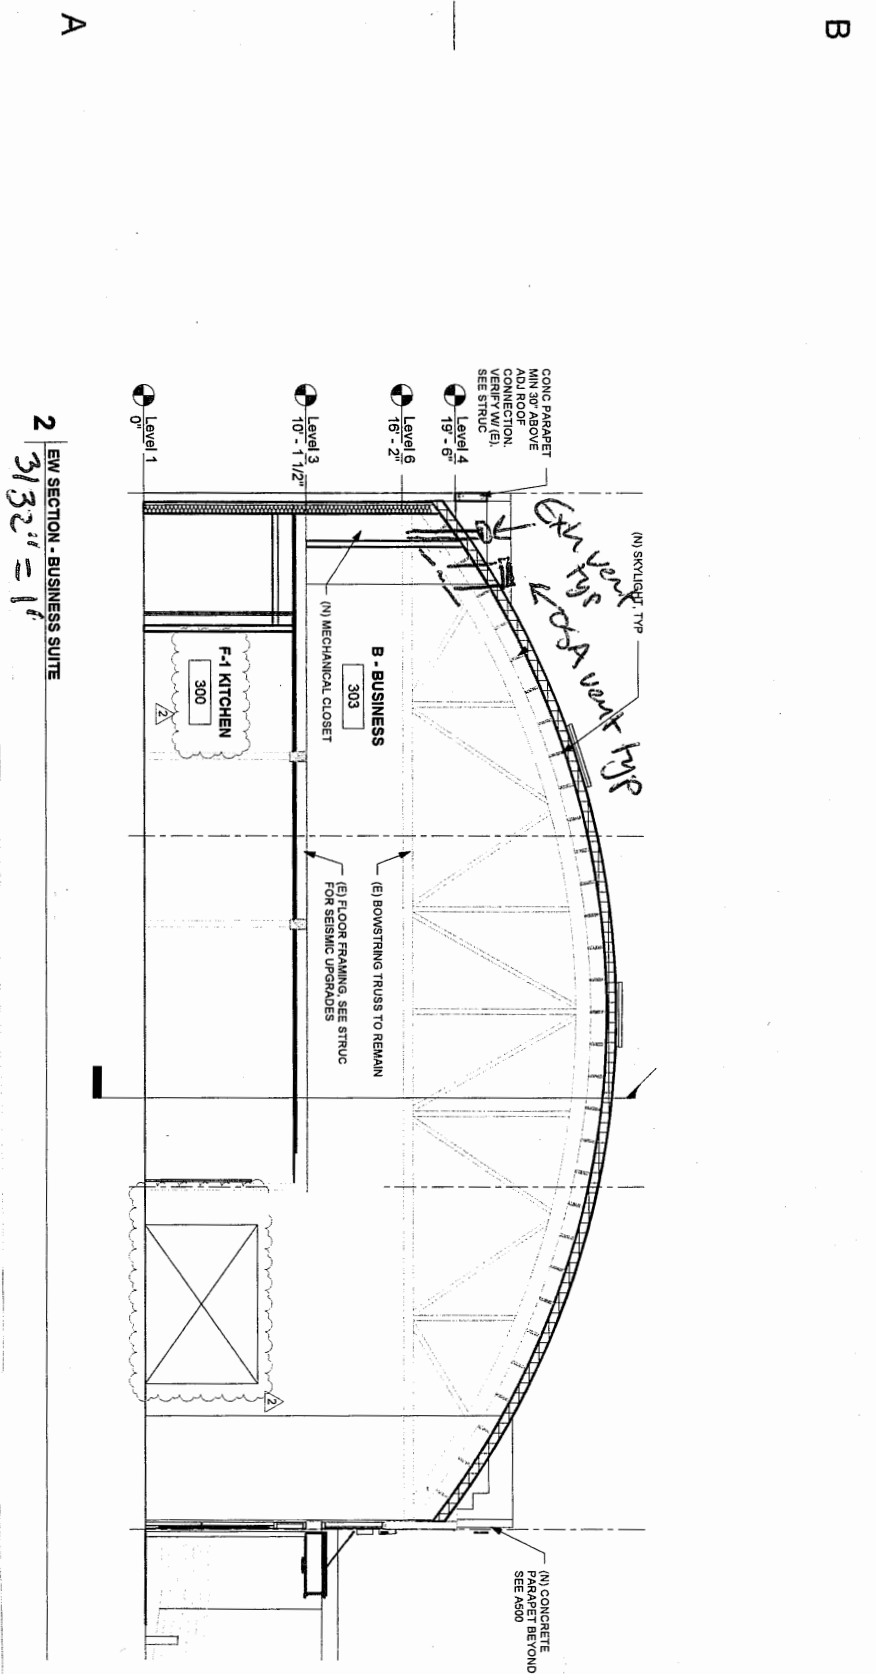 A
B
CONC PARAPET
MIN 30" ABOVE
ADJ ROOF
CONNECTION.
VERIFY W/ (E).
SEE STRUC
Level 4
19' - 6"
Level 6
16' - 2"
Level 3
10' - 1 1/2"
Level 1
0"
Exh vent
typ
OSA vent typ
(N) SKYLIGHT, TYP
(N) MECHANICAL CLOSET
B - BUSINESS
303
F-1 KITCHEN
300
2
(E) BOWSTRING TRUSS TO REMAIN
(E) FLOOR FRAMING, SEE STRUC
FOR SEISMIC UPGRADES
2
(N) CONCRETE
PARAPET BEYOND
SEE A500
2
EW SECTION - BUSINESS SUITE
3/32" = 1'